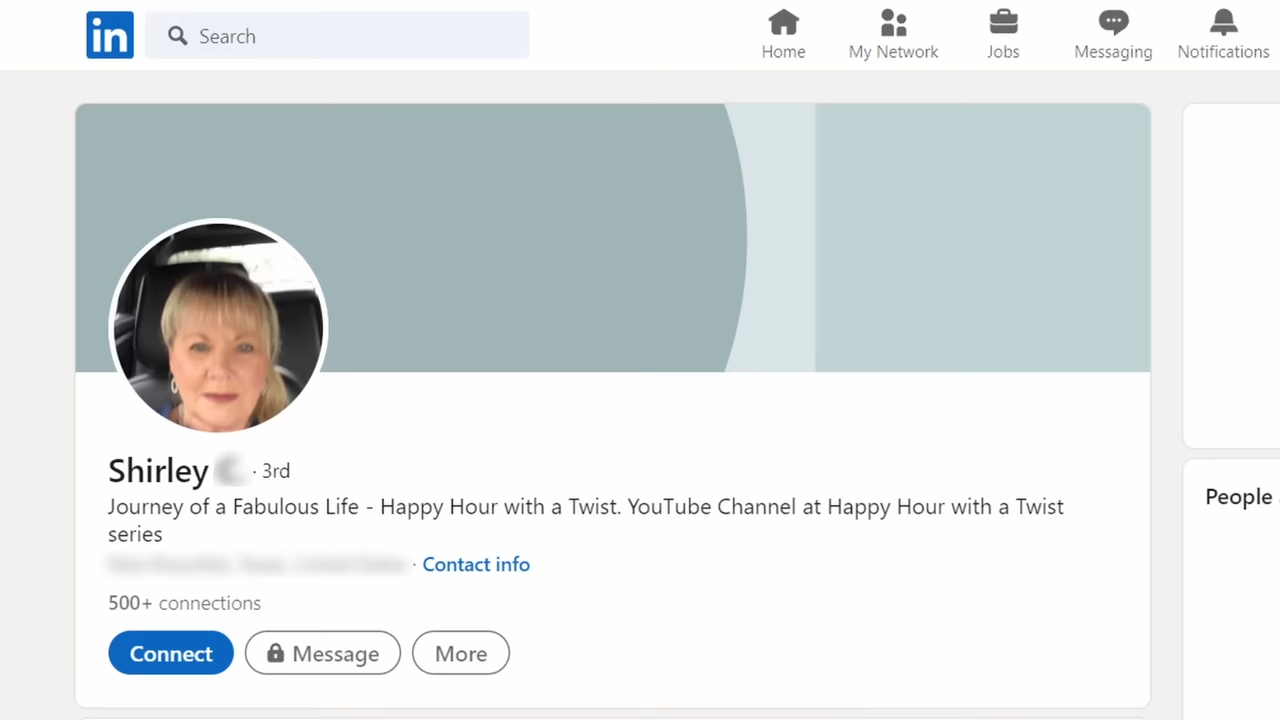 in
Search
Home
My Network
Jobs
Messaging
Notifications
Shirley · 3rd
Journey of a Fabulous Life - Happy Hour with a Twist. YouTube Channel at Happy Hour with a Twist
series
· Contact info
500+ connections
Connect
Message
More
People